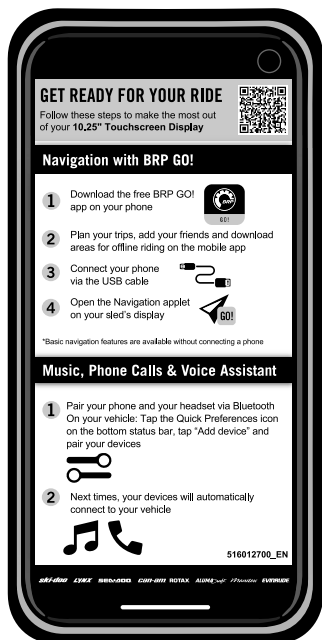 GET READY FOR YOUR RIDE
Follow these steps to make the most out
of your 10.25" Touchscreen Display
Navigation with BRP GO!
1 Download the free BRP GO!
app on your phone
BRP
GO!
2 Plan your trips, add your friends and download
areas for offline riding on the mobile app
3 Connect your phone
via the USB cable
4 Open the Navigation applet
on your sled's display
GO!
*Basic navigation features are available without connecting a phone
Music, Phone Calls & Voice Assistant
1 Pair your phone and your headset via Bluetooth
On your vehicle: Tap the Quick Preferences icon
on the bottom status bar, tap “Add device” and
pair your devices
2 Next times, your devices will automatically
connect to your vehicle
516012700_EN
ski-doo LYNX SEA-DOO can-am ROTAX. ALUMACRAFT Manitou EVINRUDE